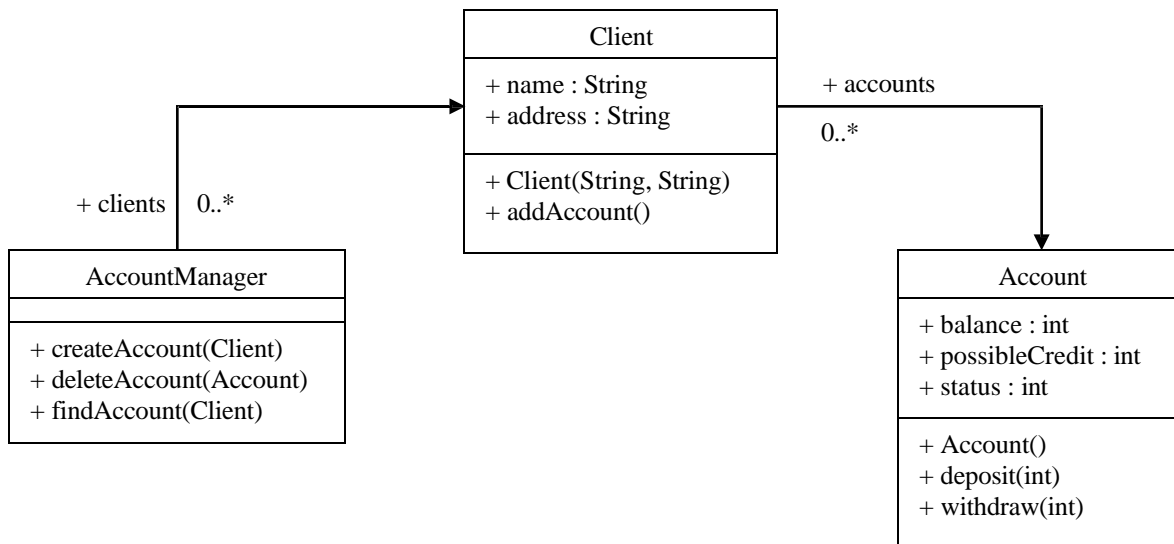 Client
+ name : String
+ address : String
+ Client(String, String)
+ addAccount()
+ accounts
0..*
+ clients 0..*
AccountManager
+ createAccount(Client)
+ deleteAccount(Account)
+ findAccount(Client)
Account
+ balance : int
+ possibleCredit : int
+ status : int
+ Account()
+ deposit(int)
+ withdraw(int)